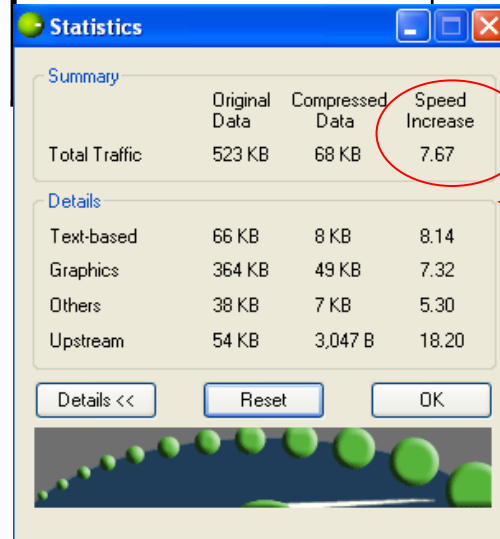 Statistics
Summary
Original Data Compressed Data Speed Increase
Total Traffic 523 KB 68 KB 7.67
Details
Text-based 66 KB 8 KB 8.14
Graphics 364 KB 49 KB 7.32
Others 38 KB 7 KB 5.30
Upstream 54 KB 3,047 B 18.20
Details << Reset OK